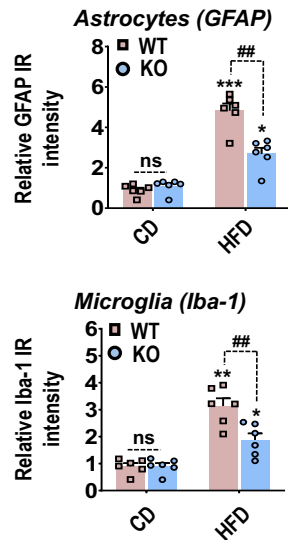 Astrocytes (GFAP)
WT
KO
Relative GFAP IR
intensity
8
6
4
2
0
ns
***
##
*
CD
HFD
Microglia (Iba-1)
WT
KO
Relative Iba-1 IR
intensity
6
5
4
3
2
1
0
ns
**
##
*
CD
HFD